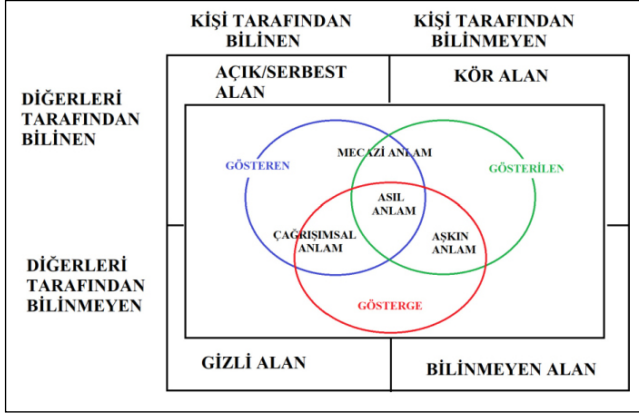 KİŞİ TARAFINDAN
BİLİNEN
KİŞİ TARAFINDAN
BİLİNMEYEN
AÇIK/SERBEST
ALAN
KÖR ALAN
DİĞERLERİ
TARAFINDAN
BİLİNEN
MECAZİ ANLAM
GÖSTEREN
GÖSTERİLEN
ASIL
ANLAM
ÇAĞRIŞIMSAL
ANLAM
AŞKIN
ANLAM
DİĞERLERİ
TARAFINDAN
BİLİNMEYEN
GÖSTERGE
GİZLİ ALAN
BİLİNMEYEN ALAN